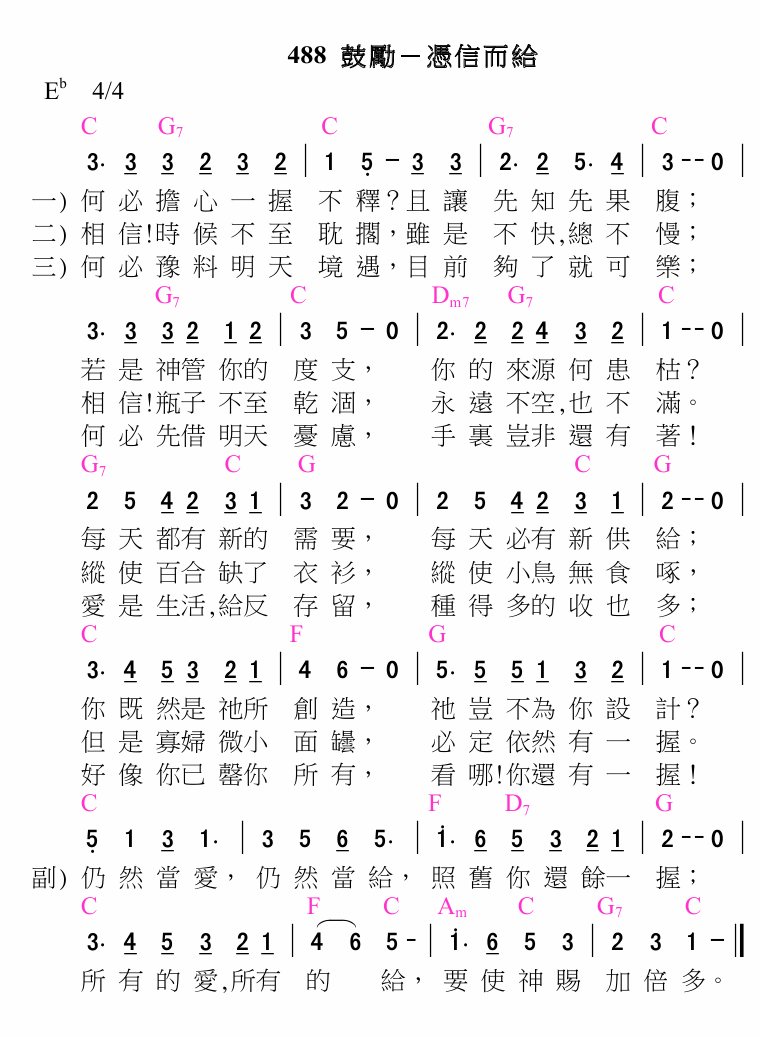 488 鼓勵－憑信而給
E♭ 4/4
C G7 C G7 C
3· 3 3 2 3 2 | 1 5̣ － 3 3 | 2· 2 5· 4 | 3 -- 0 |
一) 何必擔心一握 不釋？且讓 先知先果 腹；
二) 相信!時候不至 耽擱，雖是 不快,總不 慢；
三) 何必豫料明天 境遇，目前 夠了就可 樂；
G7 C Dm7 G7 C
3· 3 3 2 1 2 | 3 5 － 0 | 2· 2 2 4 3 2 | 1 -- 0 |
若是神管你的 度支， 你的來源何患 枯？
相信!瓶子不至 乾涸， 永遠不空,也不 滿。
何必先借明天 憂慮， 手裏豈非還有 著！
G7 C G C G
2 5 4 2 3 1 | 3 2 － 0 | 2 5 4 2 3 1 | 2 -- 0 |
每天都有新的 需要， 每天必有新供 給；
縱使百合缺了 衣衫， 縱使小鳥無食 啄，
愛是生活,給反 存留， 種得多的收也 多；
C F G C
3· 4 5 3 2 1 | 4 6 － 0 | 5· 5 5 1 3 2 | 1 -- 0 |
你既然是祂所 創造， 祂豈不為你設 計？
但是寡婦微小 面罎， 必定依然有一 握。
好像你已罄你 所有， 看哪!你還有一 握！
C F D7 G
5̣ 1 3 1· | 3 5 6 5· | 1̇· 6 5 3 2 1 | 2 -- 0 |
副) 仍然當愛， 仍然當給， 照舊你還餘一 握；
C F C Am C G7 C
3· 4 5 3 2 1 | 4 6 5 - | 1̇· 6 5 3 | 2 3 1 － ‖
所有的愛,所有 的 給， 要使神賜 加倍多。